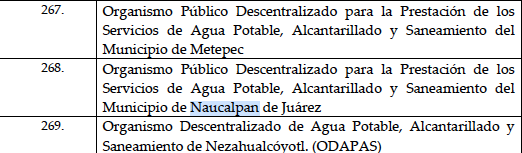 267. Organismo Público Descentralizado para la Prestación de los
Servicios de Agua Potable, Alcantarillado y Saneamiento del
Municipio de Metepec
268. Organismo Público Descentralizado para la Prestación de los
Servicios de Agua Potable, Alcantarillado y Saneamiento del
Municipio de Naucalpan de Juárez
269. Organismo Descentralizado de Agua Potable, Alcantarillado y
Saneamiento de Nezahualcóyotl. (ODAPAS)